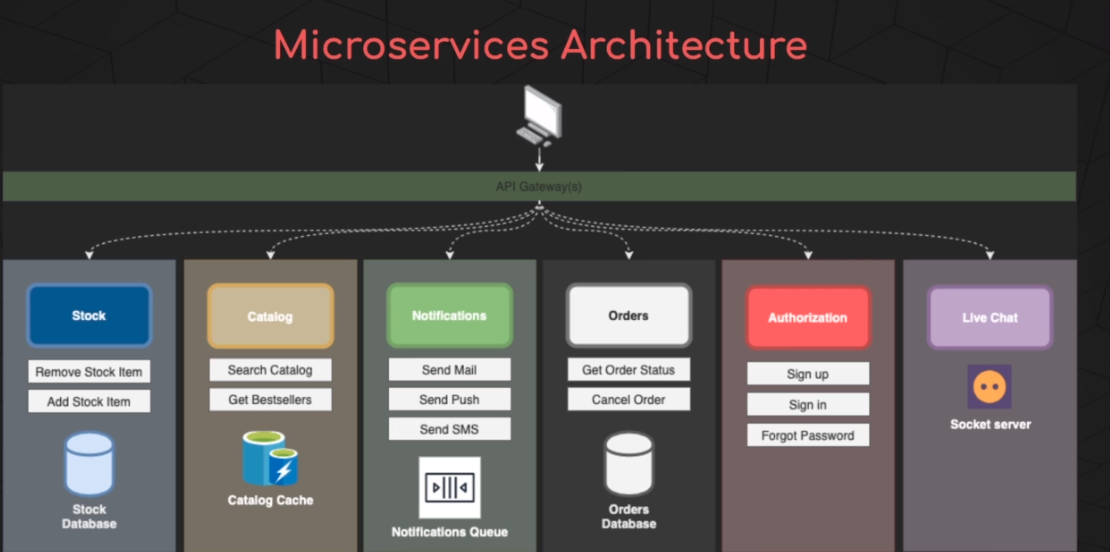 Microservices Architecture
API Gateway(s)
Stock
Remove Stock Item
Add Stock Item
Stock
Database
Catalog
Search Catalog
Get Bestsellers
Catalog Cache
Notifications
Send Mail
Send Push
Send SMS
Notifications Queue
Orders
Get Order Status
Cancel Order
Orders
Database
Authorization
Sign up
Sign in
Forgot Password
Live Chat
Socket server